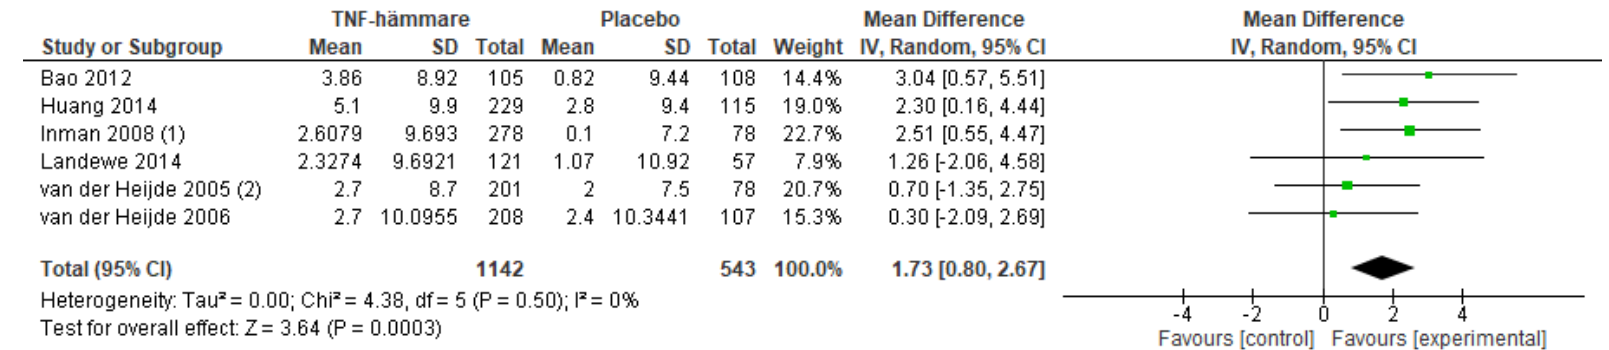 TNF-hämmare Placebo Mean Difference Mean Difference
Study or Subgroup Mean SD Total Mean SD Total Weight IV, Random, 95% CI IV, Random, 95% CI
Bao 2012 3.86 8.92 105 0.82 9.44 108 14.4% 3.04 [0.57, 5.51]
Huang 2014 5.1 9.9 229 2.8 9.4 115 19.0% 2.30 [0.16, 4.44]
Inman 2008 (1) 2.6079 9.693 278 0.1 7.2 78 22.7% 2.51 [0.55, 4.47]
Landewe 2014 2.3274 9.6921 121 1.07 10.92 57 7.9% 1.26 [-2.06, 4.58]
van der Heijde 2005 (2) 2.7 8.7 201 2 7.5 78 20.7% 0.70 [-1.35, 2.75]
van der Heijde 2006 2.7 10.0955 208 2.4 10.3441 107 15.3% 0.30 [-2.09, 2.69]
Total (95% CI) 1142 543 100.0% 1.73 [0.80, 2.67]
Heterogeneity: Tau² = 0.00; Chi² = 4.38, df = 5 (P = 0.50); I² = 0%
Test for overall effect: Z = 3.64 (P = 0.0003)
-4 -2 0 2 4
Favours [control] Favours [experimental]